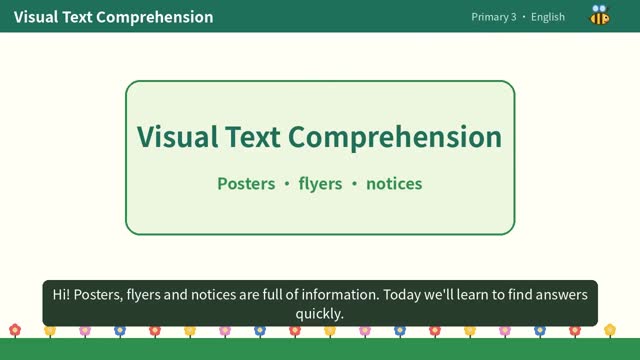 Visual Text Comprehension
Primary 3 • English
Visual Text Comprehension
Posters • flyers • notices
Hi! Posters, flyers and notices are full of information. Today we'll learn to find answers
quickly.